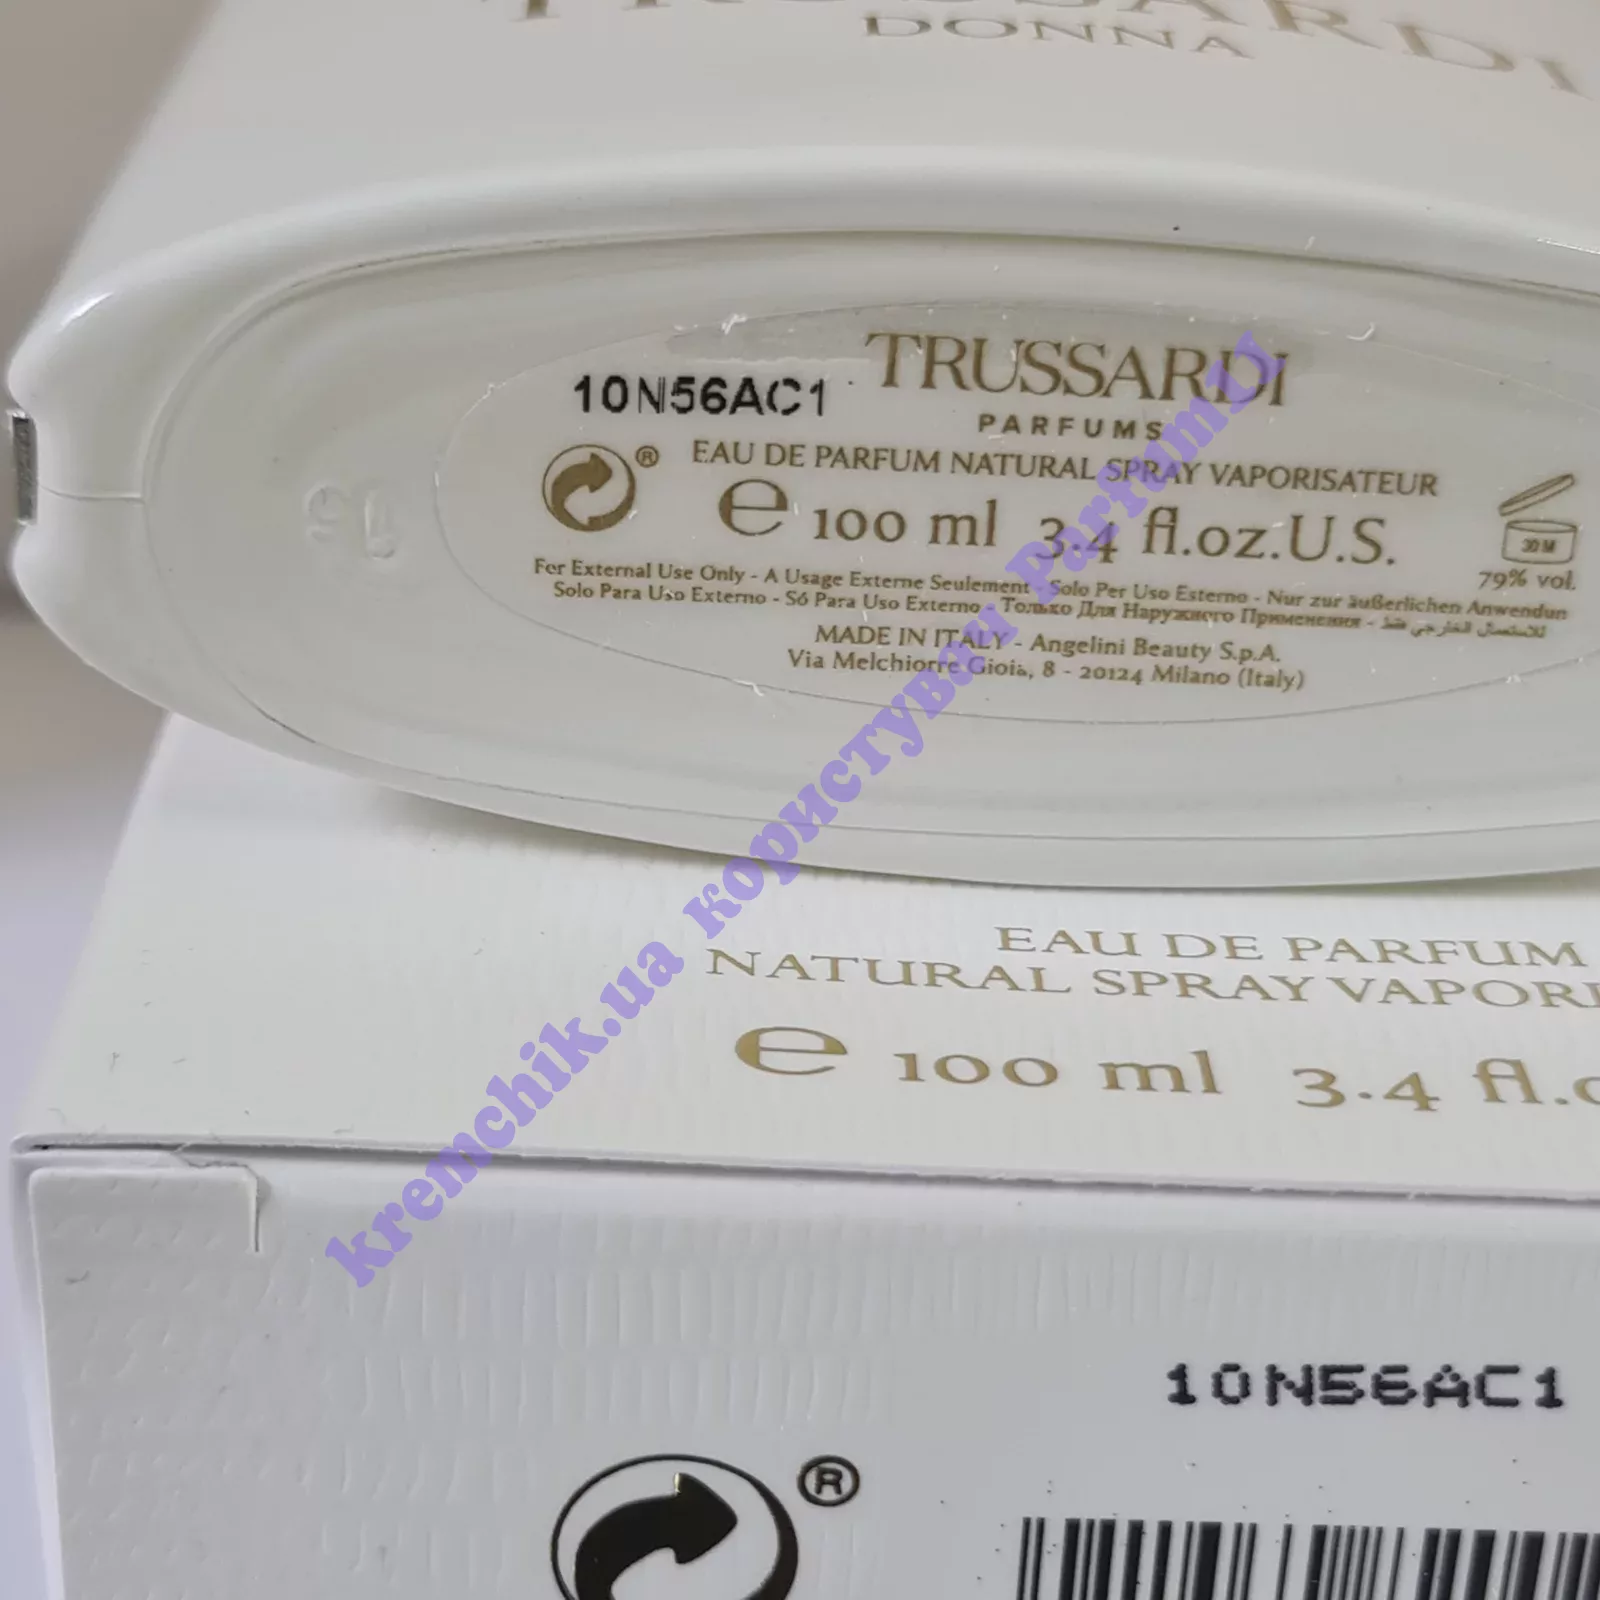 TRUSSARDI
DONNA
10N56AC1
TRUSSARDI
PARFUMS
®
EAU DE PARFUM NATURAL SPRAY VAPORISATEUR
e 100 ml 3.4 fl.oz.U.S.
30 M
79% vol.
For External Use Only - A Usage Externe Seulement - Solo Per Uso Esterno - Nur zur äußerlichen Anwendun
Solo Para Uso Externo - Só Para Uso Externo - Только Для Наружного Применения - للاستعمال الخارجي فقط
MADE IN ITALY - Angelini Beauty S.p.A.
Via Melchiorre Gioia, 8 - 20124 Milano (Italy)
kremchik.ua користувач ParfumU
EAU DE PARFUM
NATURAL SPRAY VAPORI
e 100 ml 3.4 fl.o
10N56AC1
®